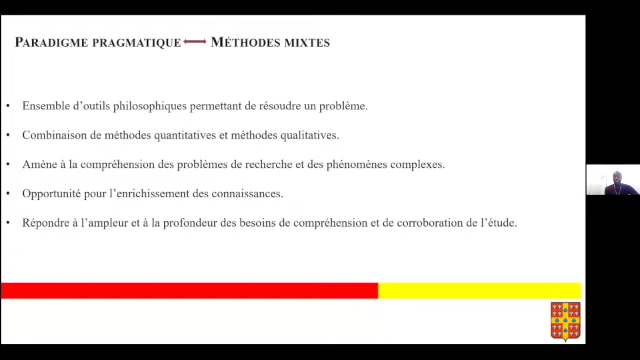 PARADIGME PRAGMATIQUE ⟷ MÉTHODES MIXTES
• Ensemble d’outils philosophiques permettant de résoudre un problème.
• Combinaison de méthodes quantitatives et méthodes qualitatives.
• Amène à la compréhension des problèmes de recherche et des phénomènes complexes.
• Opportunité pour l’enrichissement des connaissances.
• Répondre à l’ampleur et à la profondeur des besoins de compréhension et de corroboration de l’étude.